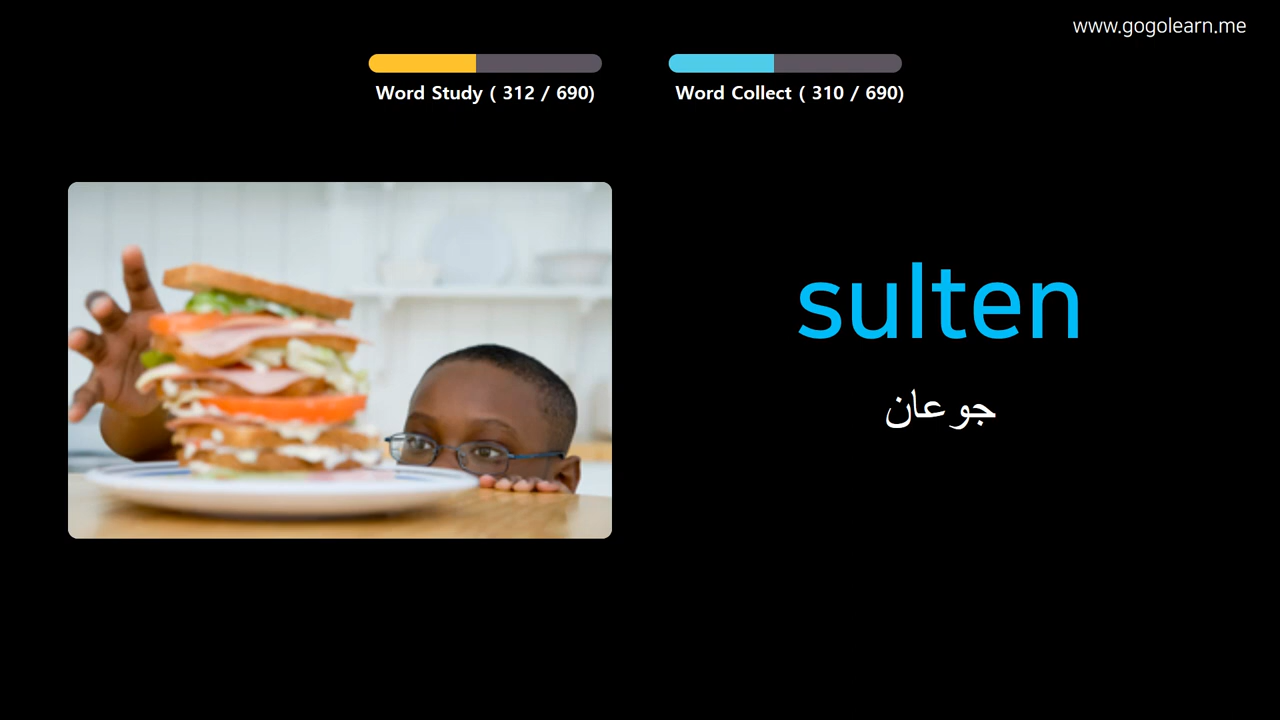 www.gogolearn.me
Word Study ( 312 / 690)
Word Collect ( 310 / 690)
sulten
جوعان